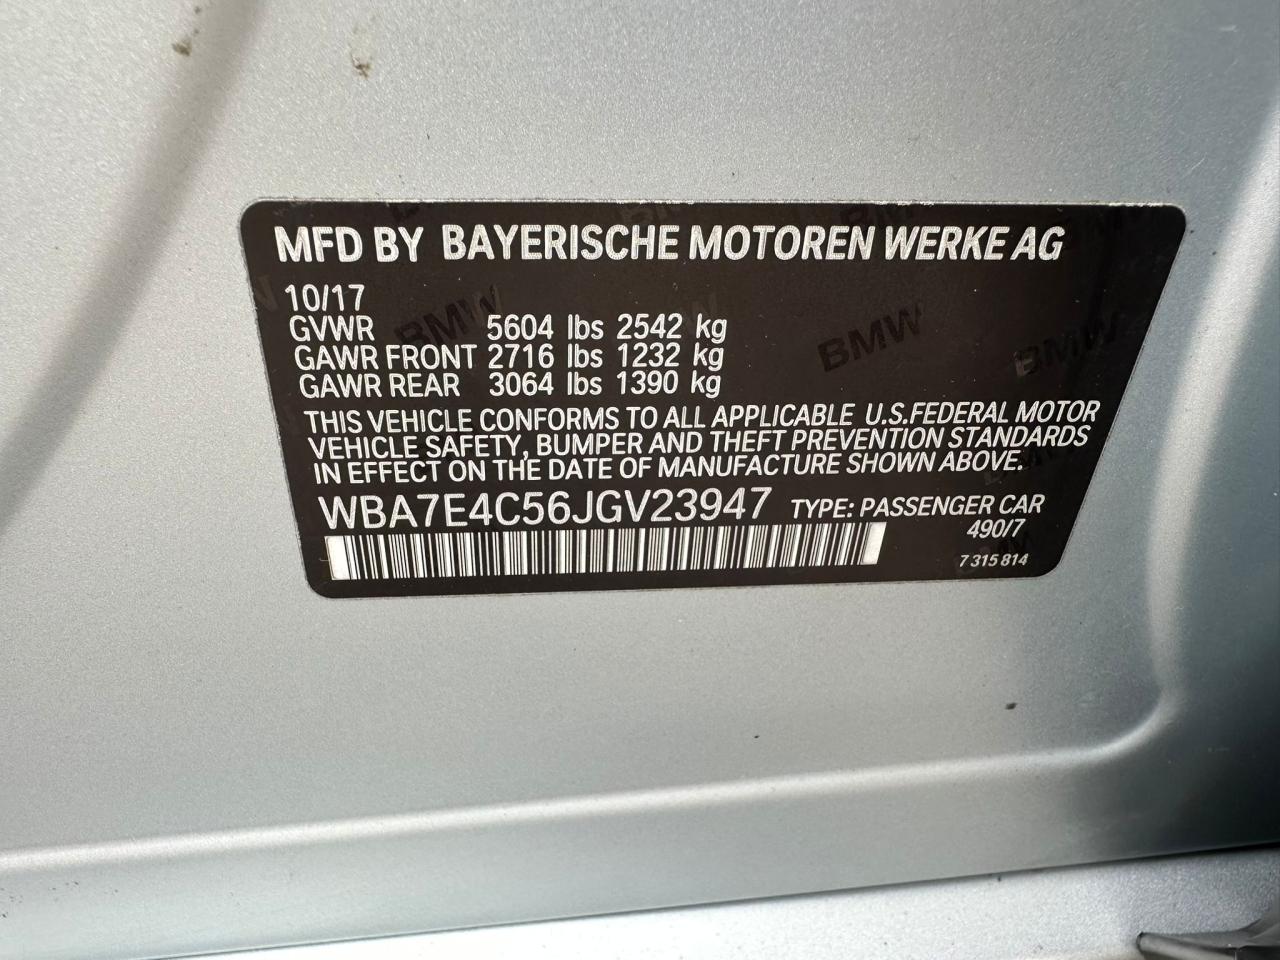 MFD BY BAYERISCHE MOTOREN WERKE AG
10/17
GVWR 5604 lbs 2542 kg
GAWR FRONT 2716 lbs 1232 kg
GAWR REAR 3064 lbs 1390 kg
THIS VEHICLE CONFORMS TO ALL APPLICABLE U.S.FEDERAL MOTOR
VEHICLE SAFETY, BUMPER AND THEFT PREVENTION STANDARDS
IN EFFECT ON THE DATE OF MANUFACTURE SHOWN ABOVE.
WBA7E4C56JGV23947 TYPE: PASSENGER CAR
490/7
7 315 814
BMW
BMW
BMW